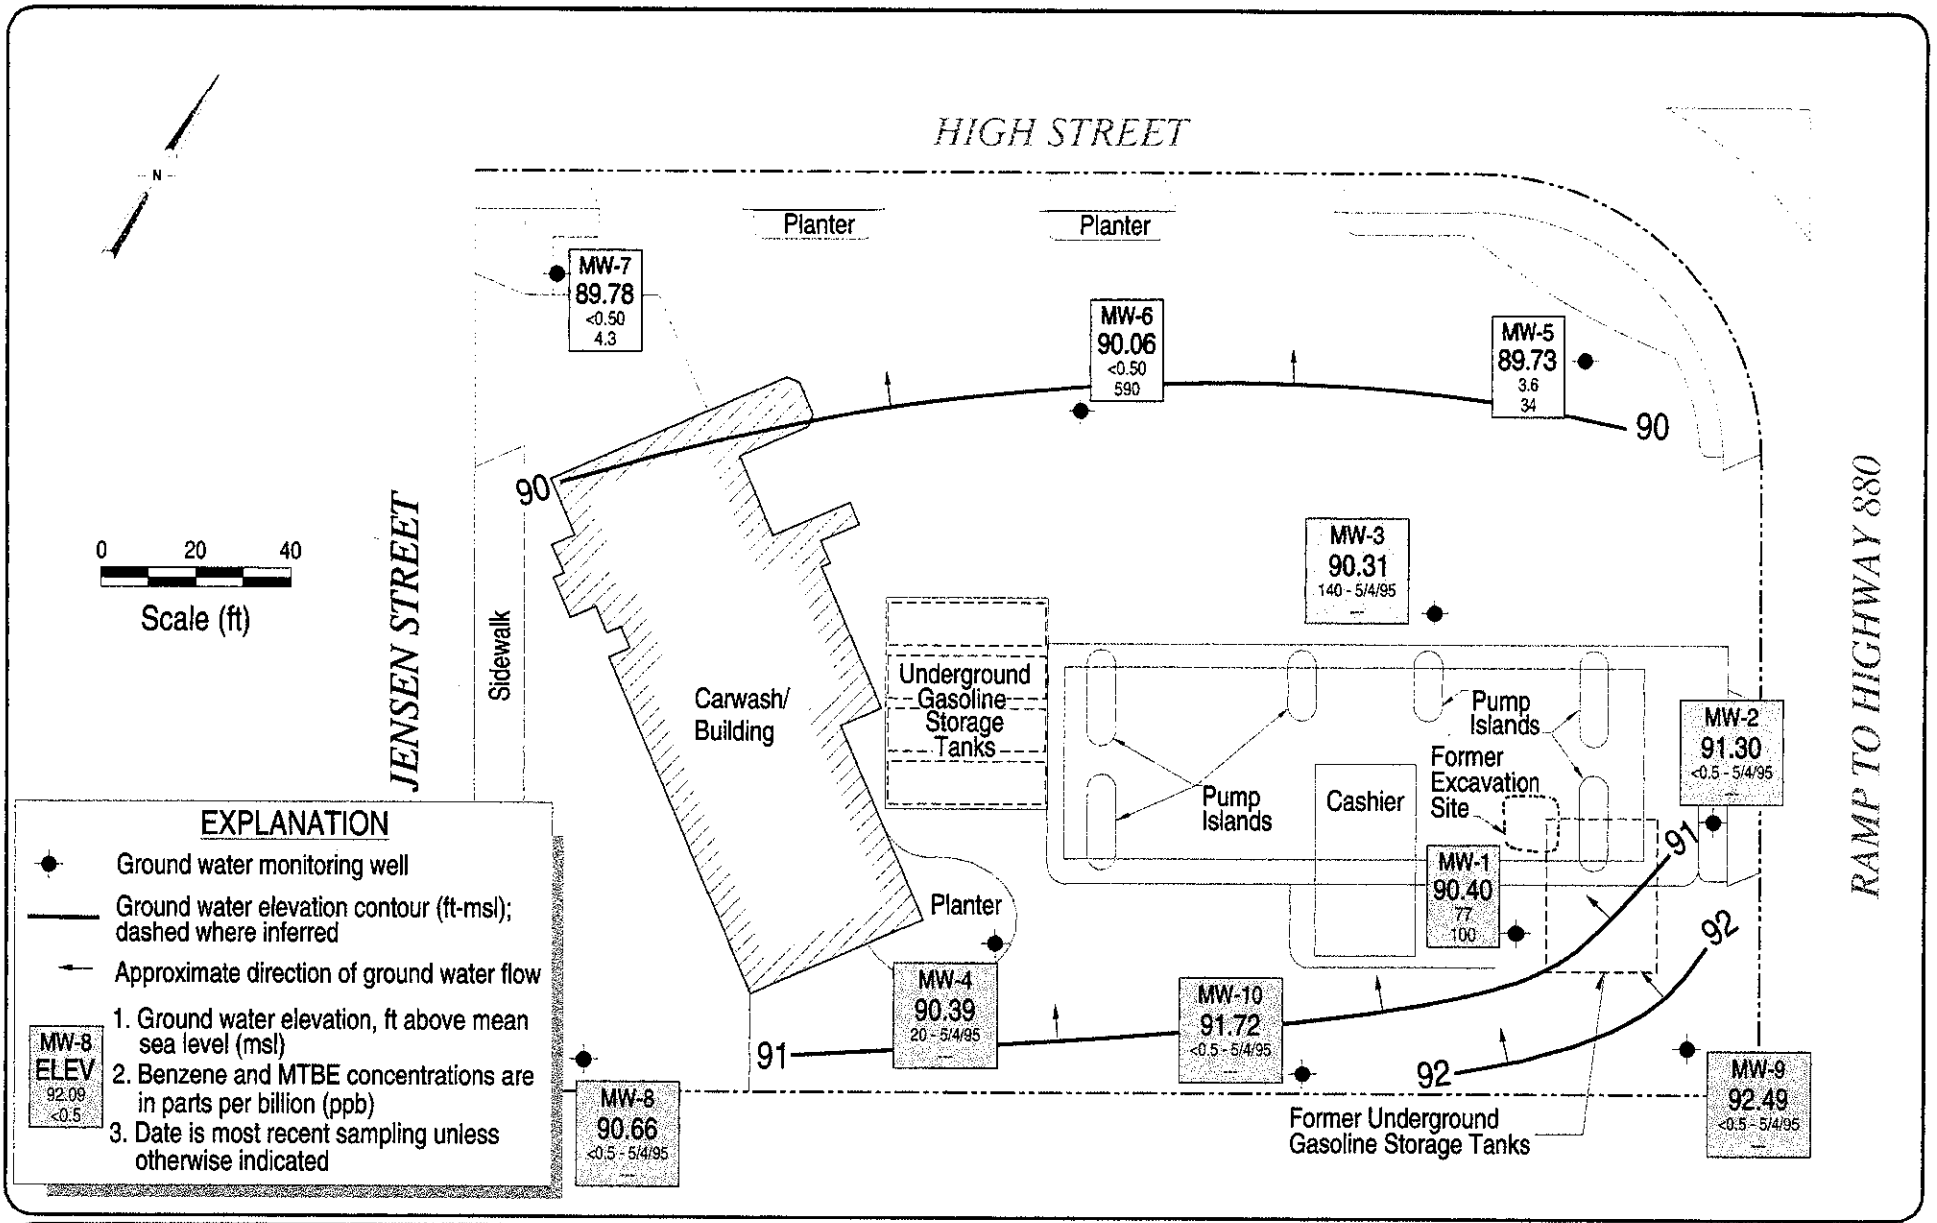 HIGH STREET
N
Planter
Planter
MW-7
89.78
<0.50
4.3
MW-6
90.06
<0.50
590
MW-5
89.73
3.6
34
90
90
JENSEN STREET
RAMP TO HIGHWAY 880
0 20 40
Scale (ft)
Sidewalk
MW-3
90.31
140 - 5/4/95
---
Carwash/
Building
Underground
Gasoline
Storage
Tanks
Pump
Islands
Pump
Islands
Cashier
Former
Excavation
Site
MW-2
91.30
<0.5 - 5/4/95
---
MW-1
90.40
77
100
91
92
Planter
MW-4
90.39
20 - 5/4/95
---
MW-10
91.72
<0.5 - 5/4/95
---
91
92
MW-8
90.66
<0.5 - 5/4/95
---
MW-9
92.49
<0.5 - 5/4/95
---
Former Underground
Gasoline Storage Tanks
EXPLANATION
Ground water monitoring well
Ground water elevation contour (ft-msl);
dashed where inferred
Approximate direction of ground water flow
MW-8
ELEV
92.09
<0.5
1. Ground water elevation, ft above mean
sea level (msl)
2. Benzene and MTBE concentrations are
in parts per billion (ppb)
3. Date is most recent sampling unless
otherwise indicated